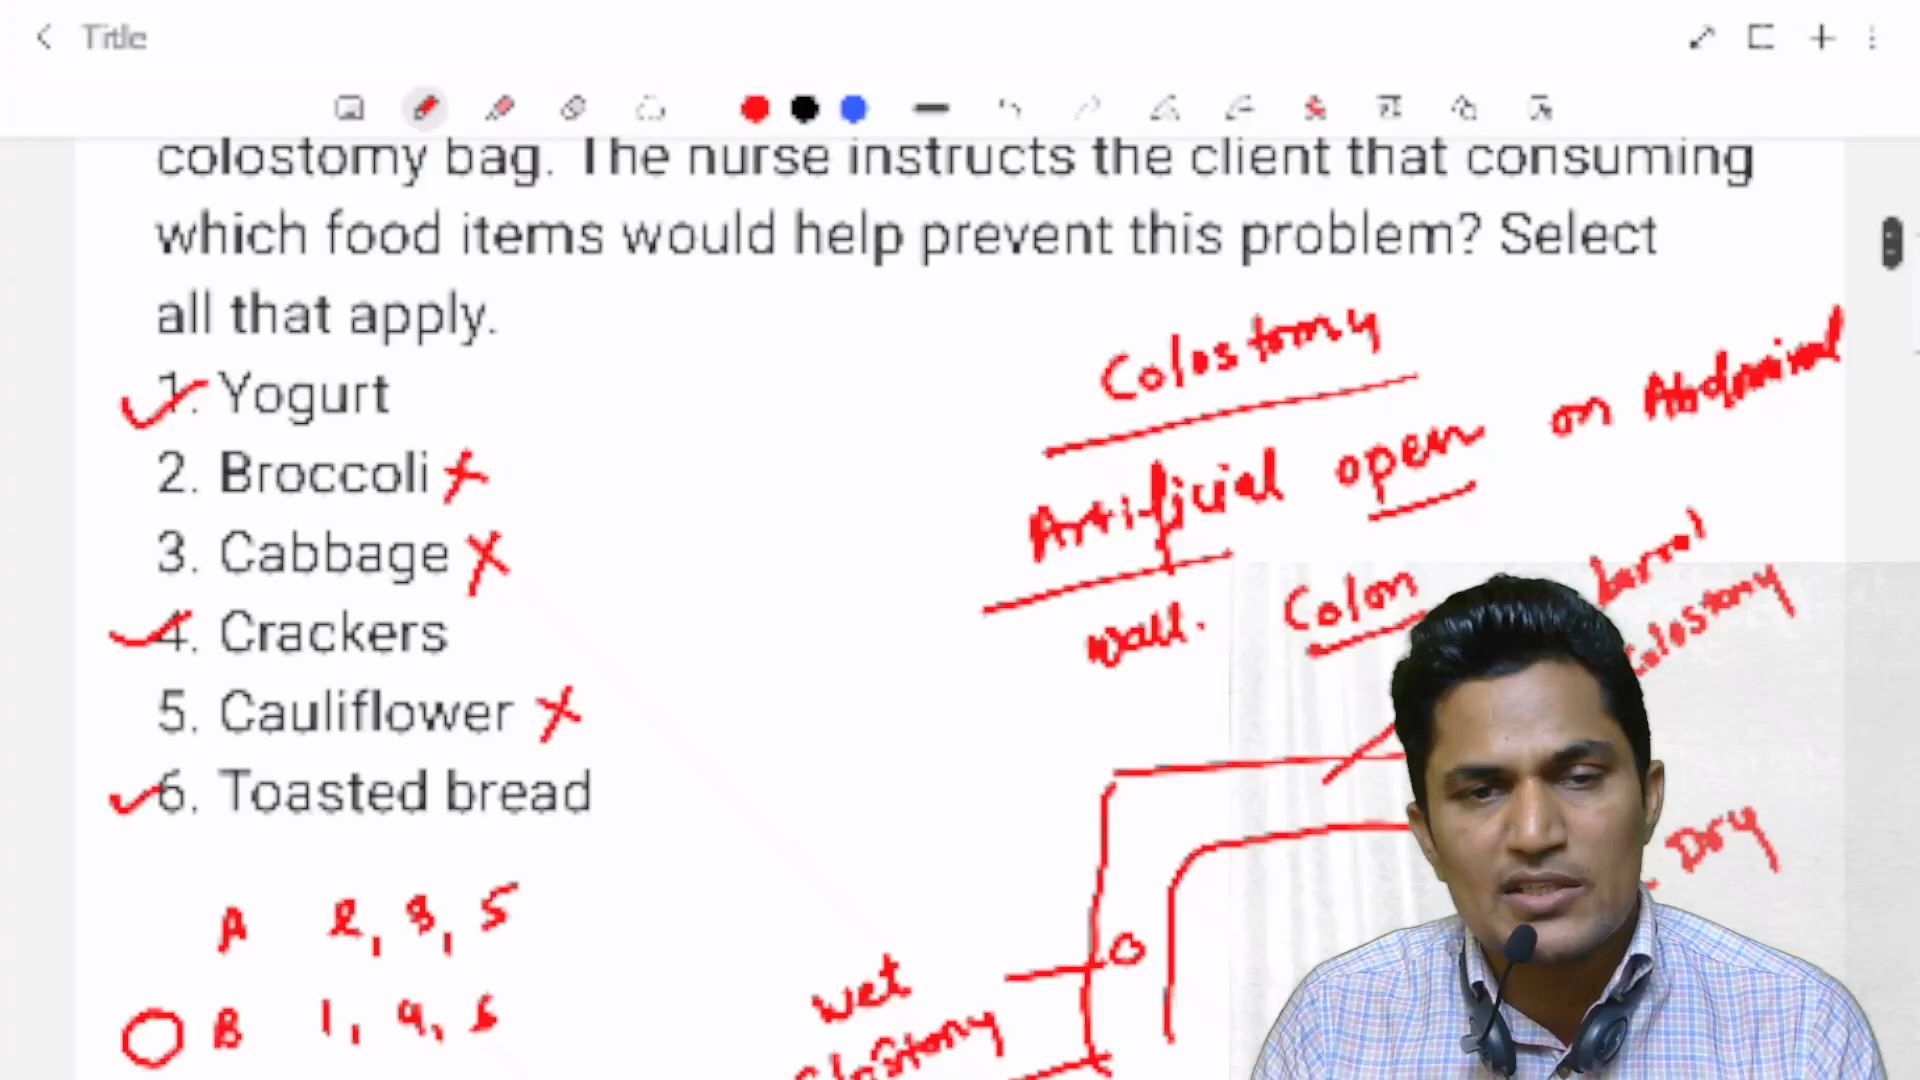 Title
colostomy bag. The nurse instructs the client that consuming
which food items would help prevent this problem? Select
all that apply.
1. Yogurt
2. Broccoli
3. Cabbage
4. Crackers
5. Cauliflower
6. Toasted bread
Colostomy
Artificial open on Abdominal
wall. Colon
barrel
Colostomy
Dry
A 2, 3, 5
B 1, 4, 6
wet